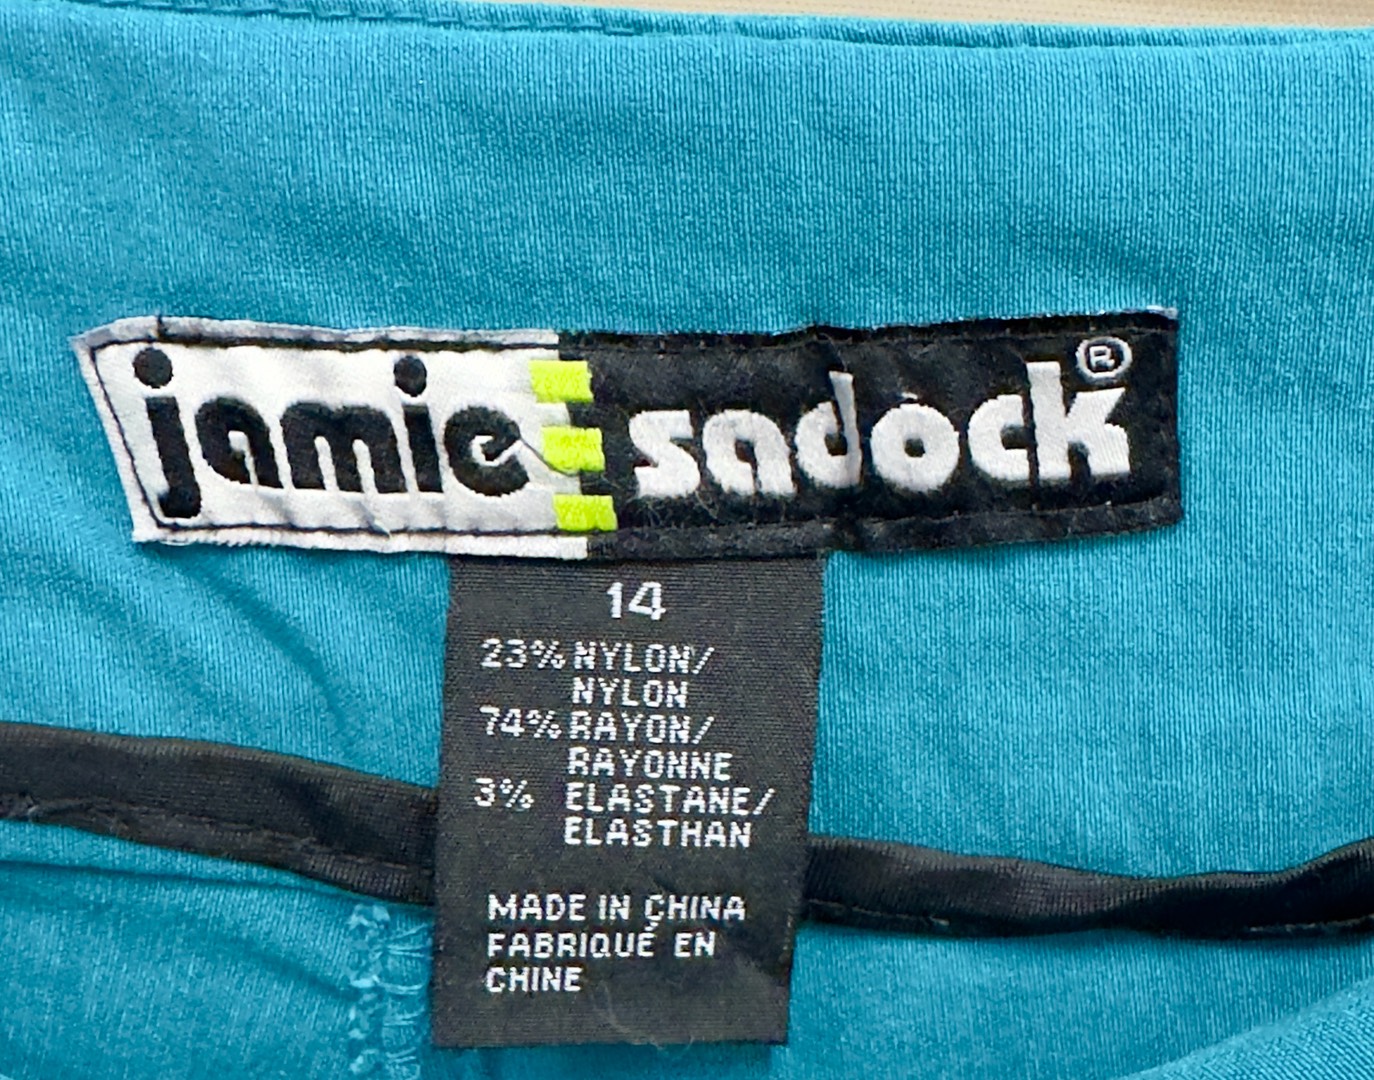 jamie sadock®
14
23% NYLON/
NYLON
74% RAYON/
RAYONNE
3% ELASTANE/
ELASTHAN
MADE IN CHINA
FABRIQUÉ EN
CHINE